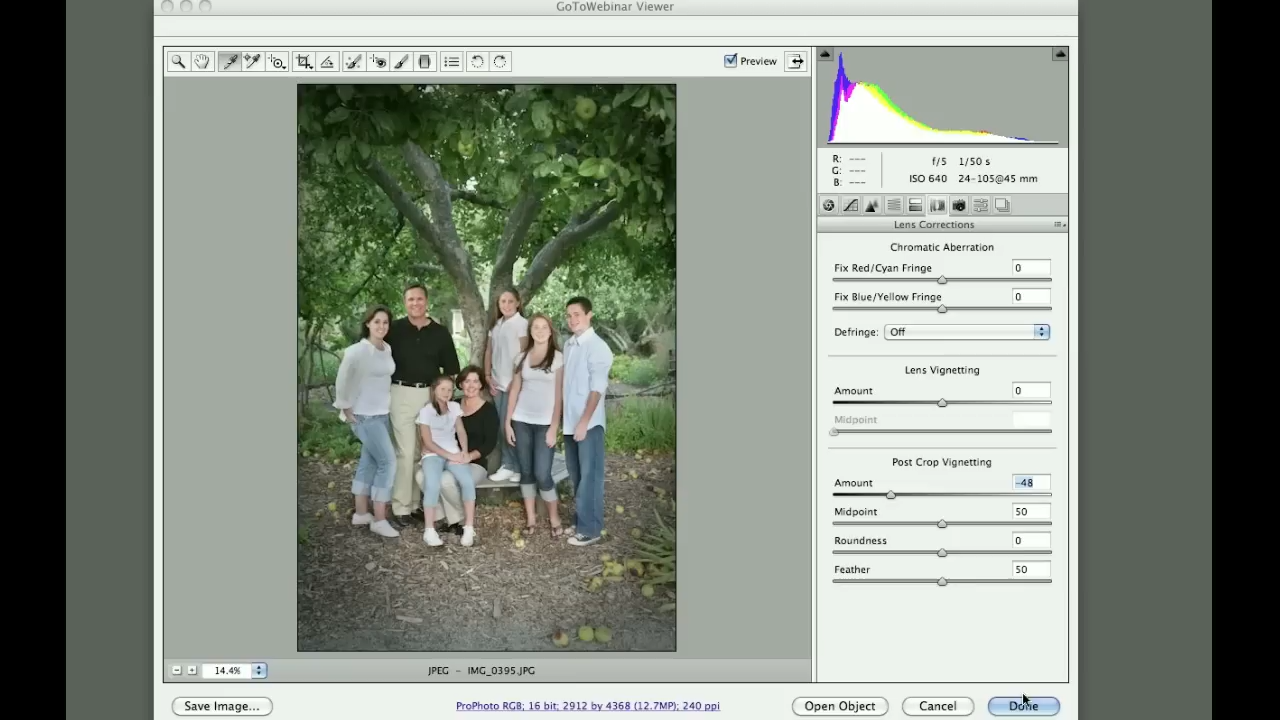 GoToWebinar Viewer
Preview
R: ---
G: ---
B: ---
f/5 1/50 s
ISO 640 24-105@45 mm
Lens Corrections
Chromatic Aberration
Fix Red/Cyan Fringe 0
Fix Blue/Yellow Fringe 0
Defringe: Off
Lens Vignetting
Amount 0
Midpoint
Post Crop Vignetting
Amount -48
Midpoint 50
Roundness 0
Feather 50
14.4% JPEG - IMG_0395.JPG
Save Image... ProPhoto RGB; 16 bit; 2912 by 4368 (12.7MP); 240 ppi Open Object Cancel Done